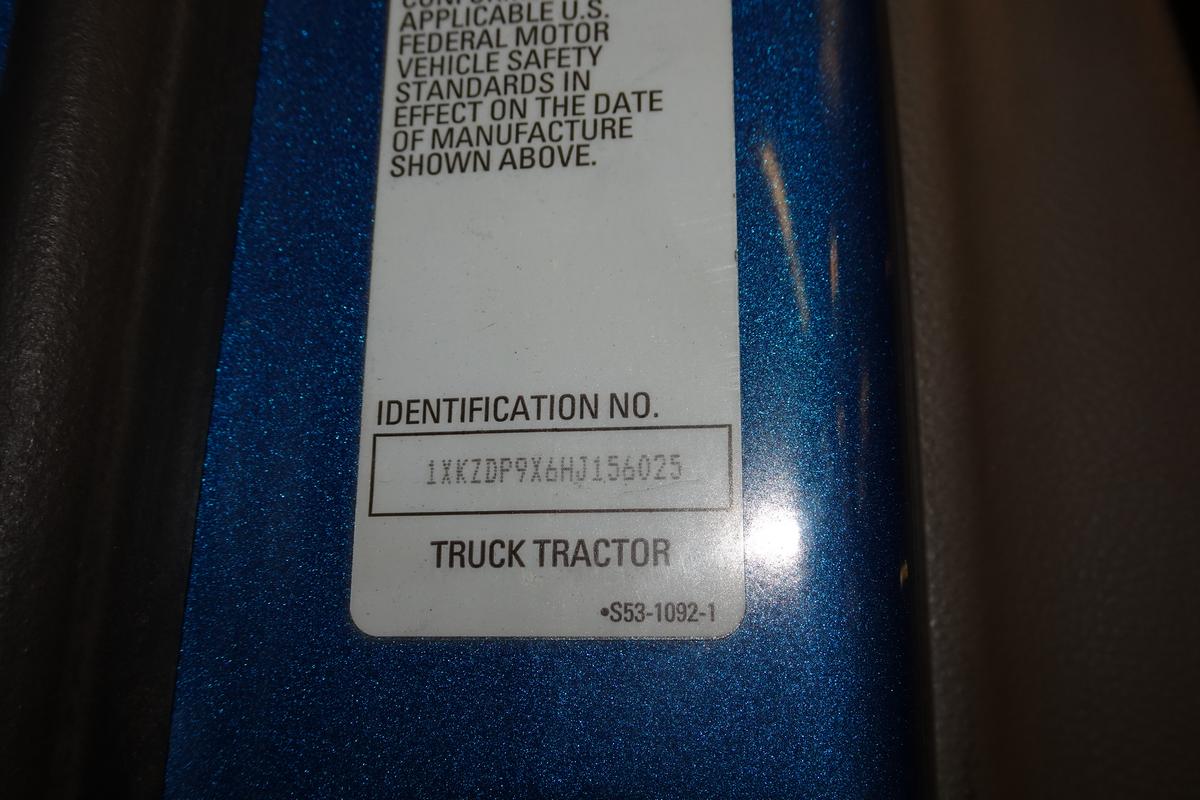 APPLICABLE U.S.
FEDERAL MOTOR
VEHICLE SAFETY
STANDARDS IN
EFFECT ON THE DATE
OF MANUFACTURE
SHOWN ABOVE.
IDENTIFICATION NO.
1XKZDP9X6HJ156025
TRUCK TRACTOR
•S53-1092-1